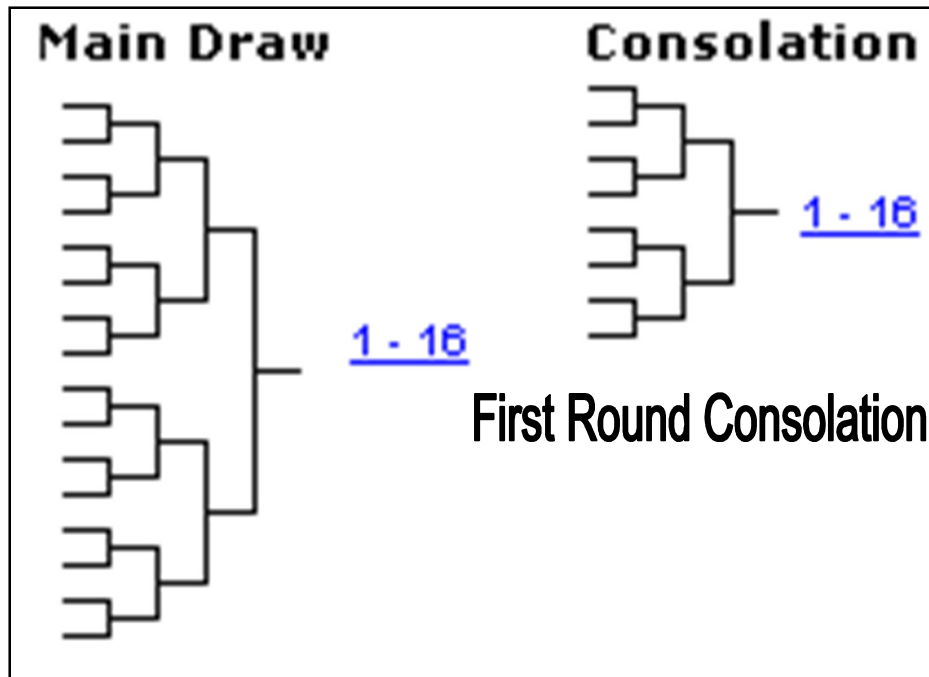 Main Draw
Consolation
1 - 16
1 - 16
First Round Consolation